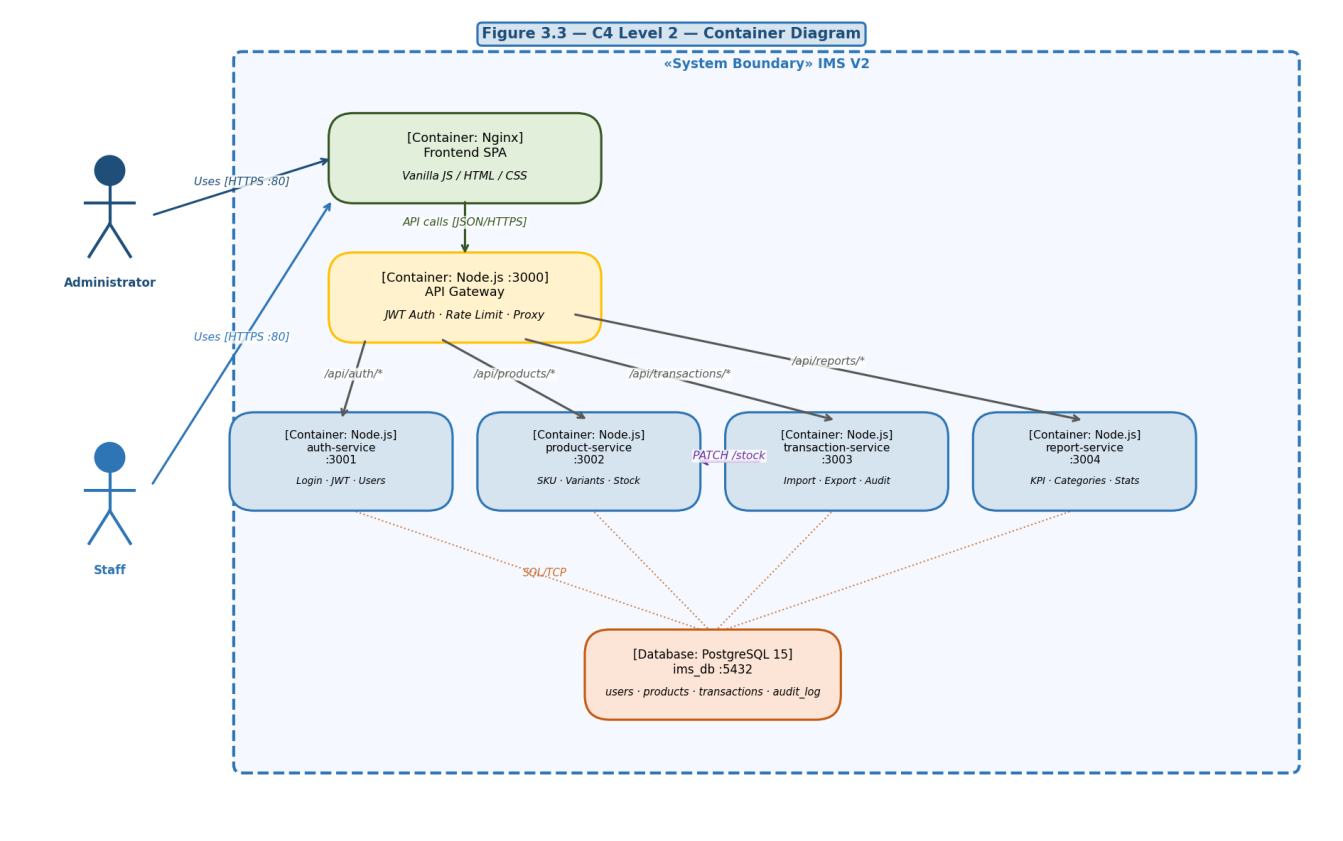 Figure 3.3 — C4 Level 2 — Container Diagram
«System Boundary» IMS V2
[Container: Nginx]
Frontend SPA
Vanilla JS / HTML / CSS
Uses [HTTPS :80]
API calls [JSON/HTTPS]
Administrator
[Container: Node.js :3000]
API Gateway
JWT Auth · Rate Limit · Proxy
Uses [HTTPS :80]
/api/auth/*
/api/products/*
/api/transactions/*
/api/reports/*
[Container: Node.js]
auth-service
:3001
Login · JWT · Users
[Container: Node.js]
product-service
:3002
SKU · Variants · Stock
PATCH /stock
[Container: Node.js]
transaction-service
:3003
Import · Export · Audit
[Container: Node.js]
report-service
:3004
KPI · Categories · Stats
Staff
SQL/TCP
[Database: PostgreSQL 15]
ims_db :5432
users · products · transactions · audit_log